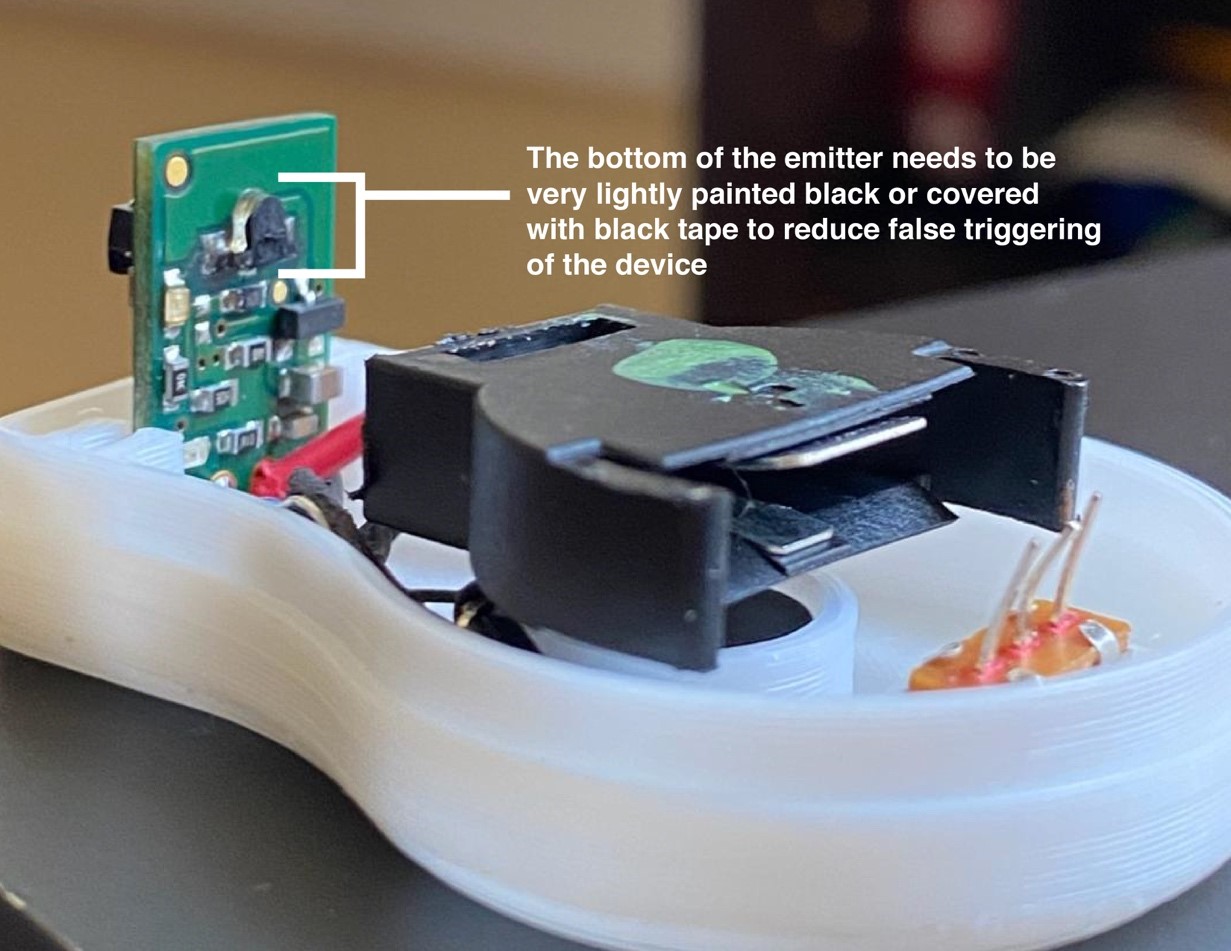 The bottom of the emitter needs to be
very lightly painted black or covered
with black tape to reduce false triggering
of the device